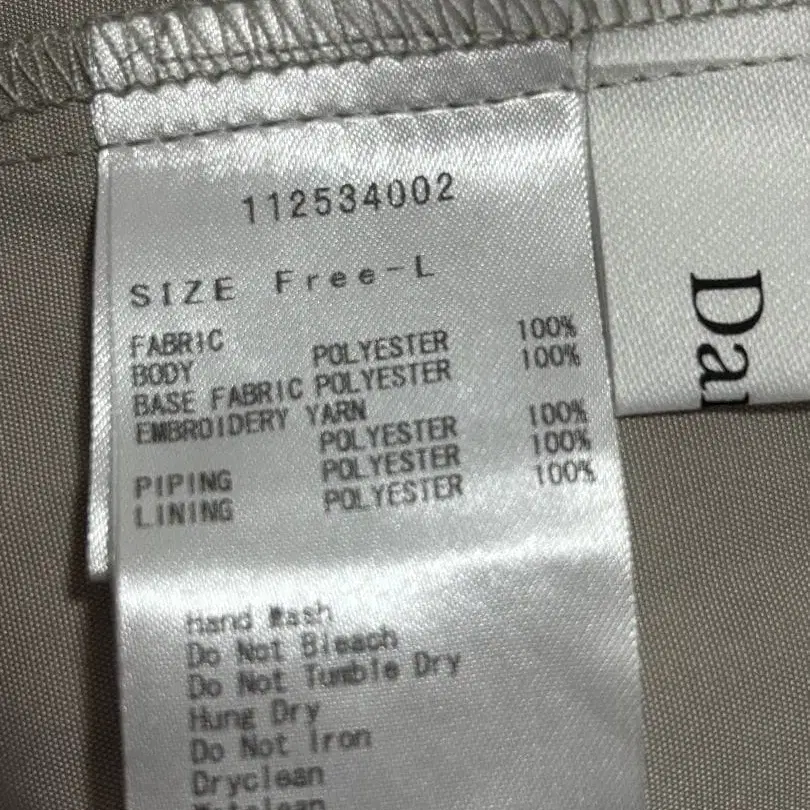 112534002
SIZE Free-L
FABRIC
BODY POLYESTER 100%
BASE FABRIC POLYESTER 100%
EMBROIDERY YARN
POLYESTER 100%
PIPING POLYESTER 100%
LINING POLYESTER 100%
Hand Wash
Do Not Bleach
Do Not Tumble Dry
Hung Dry
Do Not Iron
Dryclean
Wetclean
Da